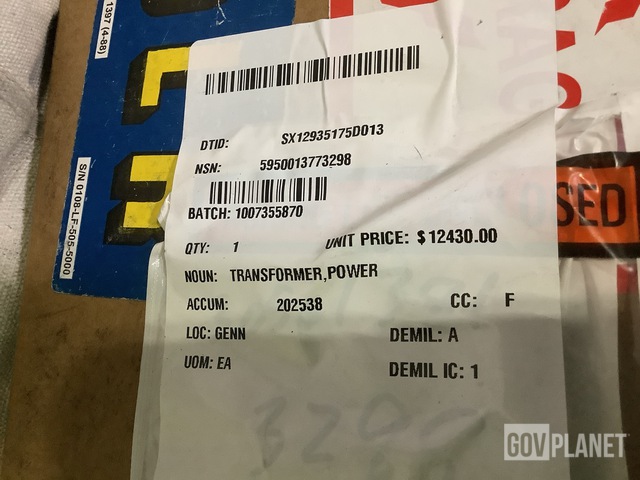 1397 (4-88)
S/N 0108-LF-505-5000
DTID: SX12935175D013
NSN: 5950013773298
BATCH: 1007355870
QTY: 1 UNIT PRICE: $12430.00
NOUN: TRANSFORMER,POWER
ACCUM: 202538 CC: F
LOC: GENN DEMIL: A
UOM: EA DEMIL IC: 1
GOVPLANET